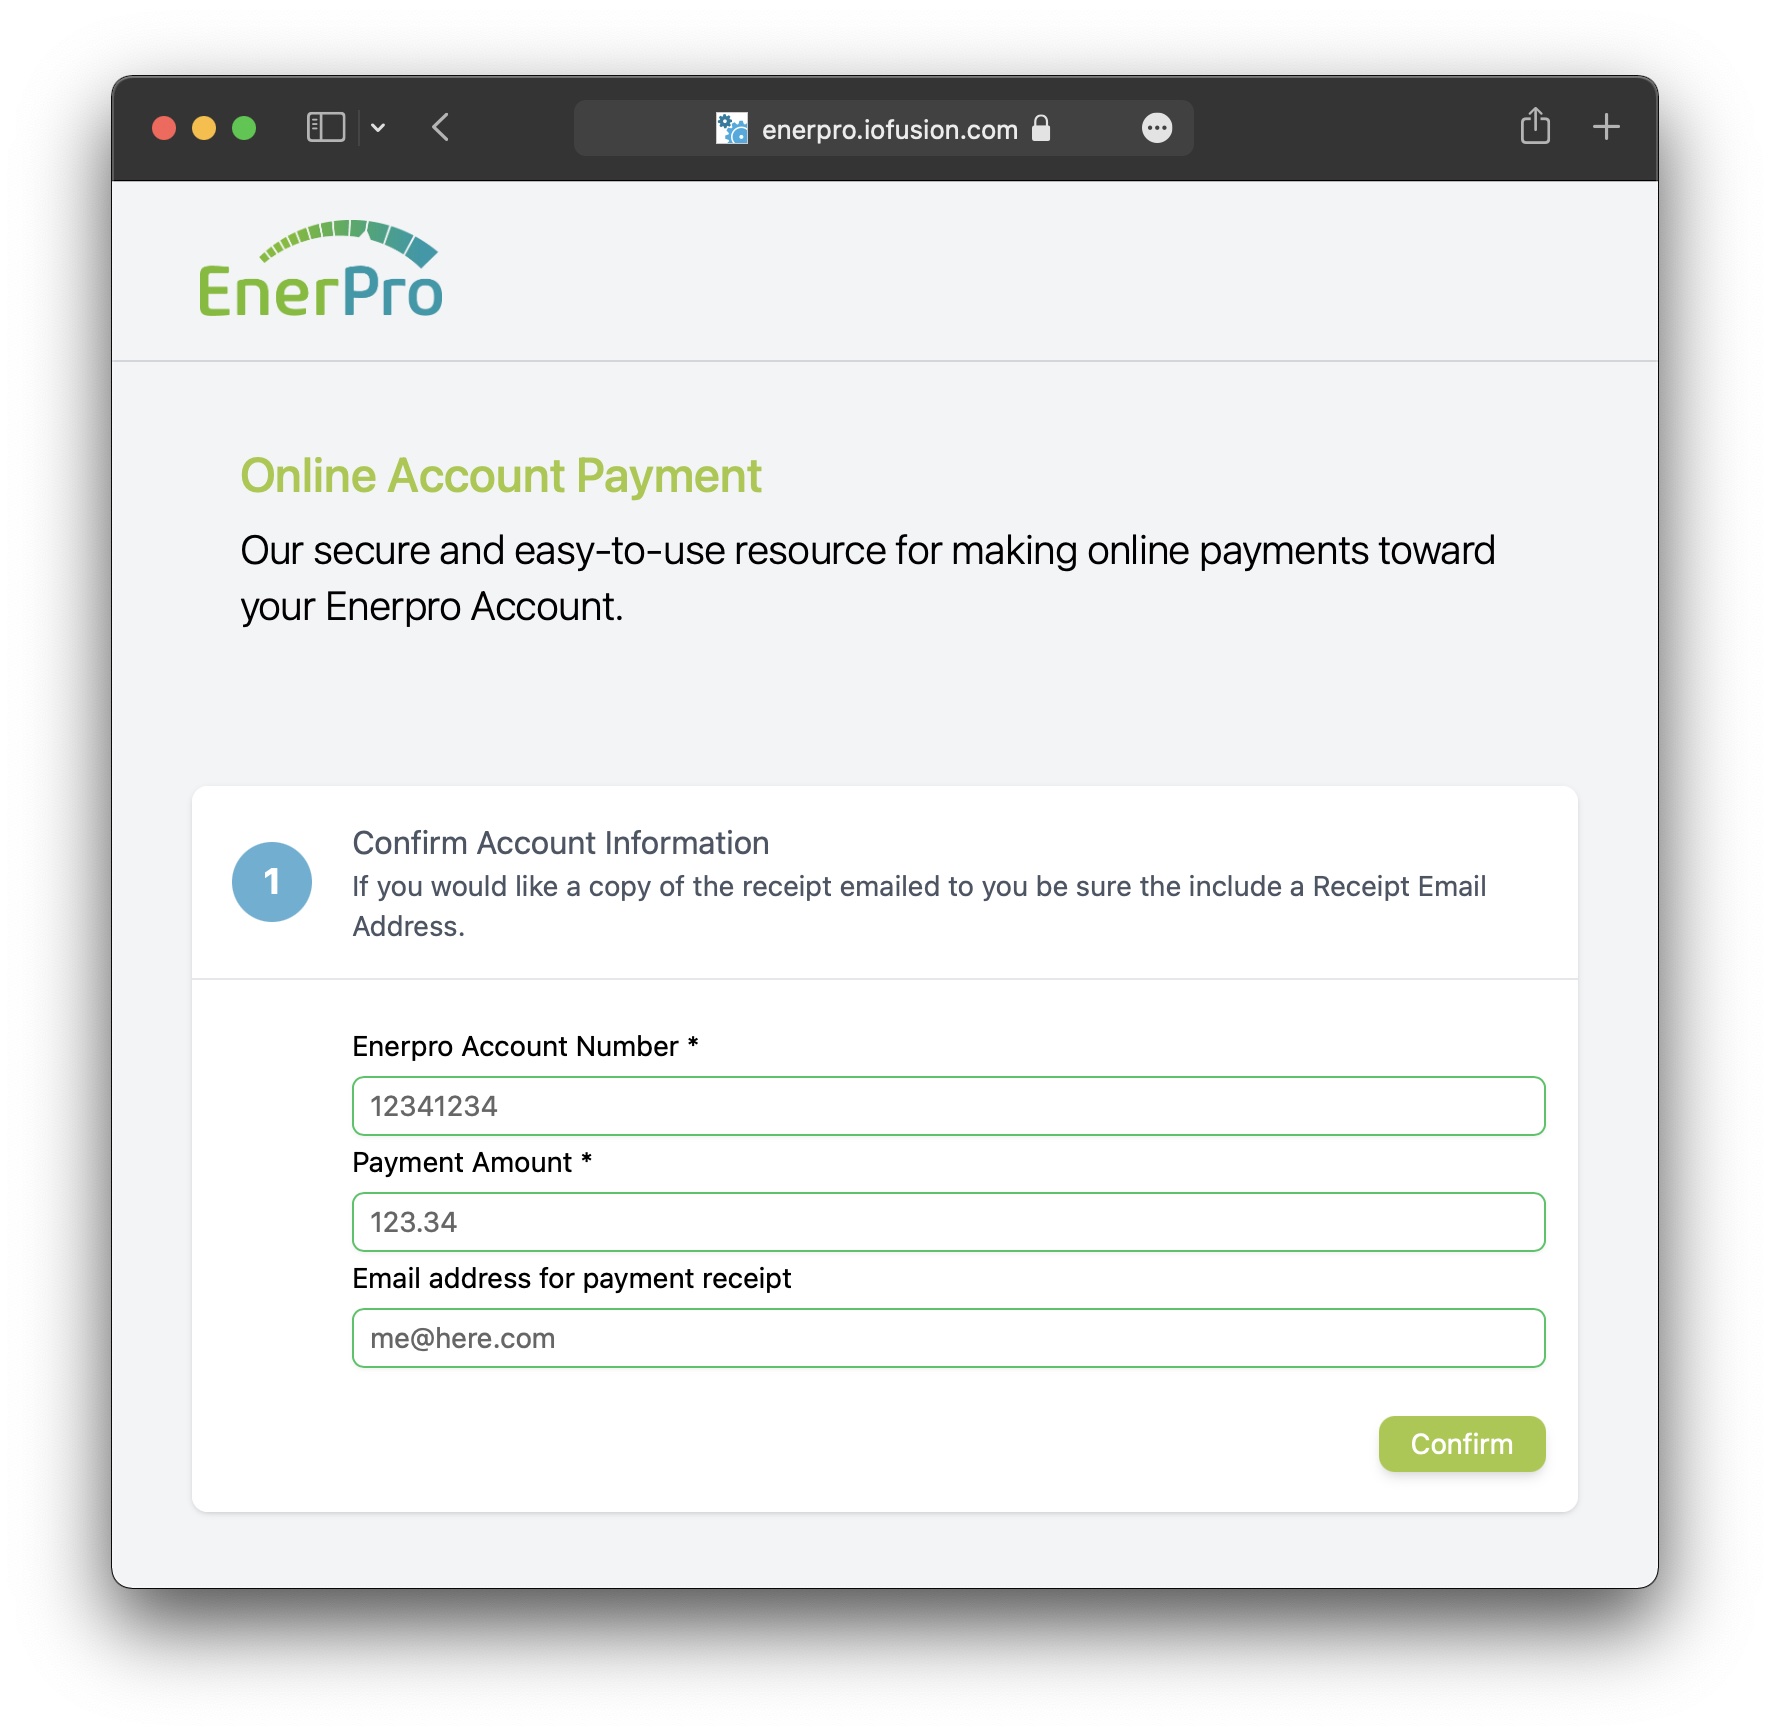 enerpro.iofusion.com
EnerPro
Online Account Payment
Our secure and easy-to-use resource for making online payments toward
your Enerpro Account.
1
Confirm Account Information
If you would like a copy of the receipt emailed to you be sure the include a Receipt Email
Address.
Enerpro Account Number *
12341234
Payment Amount *
123.34
Email address for payment receipt
me@here.com
Confirm